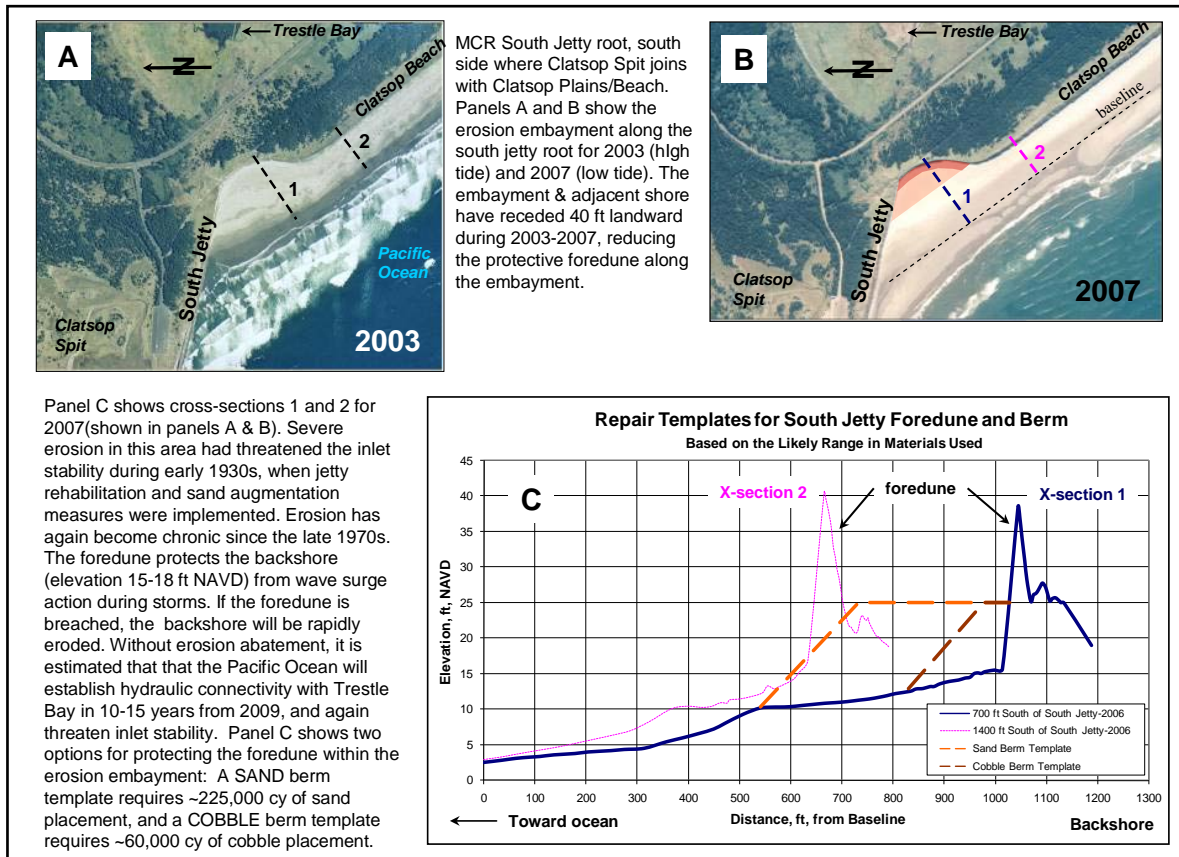 A
Trestle Bay
N
Clatsop Beach
2
1
South Jetty
Pacific
Ocean
Clatsop
Spit
2003
MCR South Jetty root, south
side where Clatsop Spit joins
with Clatsop Plains/Beach.
Panels A and B show the
erosion embayment along the
south jetty root for 2003 (hIgh
tide) and 2007 (low tide). The
embayment & adjacent shore
have receded 40 ft landward
during 2003-2007, reducing
the protective foredune along
the embayment.
B
Trestle Bay
N
Clatsop Beach
baseline
2
1
South Jetty
Clatsop
Spit
2007
Panel C shows cross-sections 1 and 2 for
2007(shown in panels A & B). Severe
erosion in this area had threatened the inlet
stability during early 1930s, when jetty
rehabilitation and sand augmentation
measures were implemented. Erosion has
again become chronic since the late 1970s.
The foredune protects the backshore
(elevation 15-18 ft NAVD) from wave surge
action during storms. If the foredune is
breached, the backshore will be rapidly
eroded. Without erosion abatement, it is
estimated that that the Pacific Ocean will
establish hydraulic connectivity with Trestle
Bay in 10-15 years from 2009, and again
threaten inlet stability. Panel C shows two
options for protecting the foredune within the
erosion embayment: A SAND berm
template requires ~225,000 cy of sand
placement, and a COBBLE berm template
requires ~60,000 cy of cobble placement.
Repair Templates for South Jetty Foredune and Berm
Based on the Likely Range in Materials Used
C
X-section 2
foredune
X-section 1
Elevation, ft, NAVD
45
40
35
30
25
20
15
10
5
0
700 ft South of South Jetty-2006
1400 ft South of South Jetty-2006
Sand Berm Template
Cobble Berm Template
0 100 200 300 400 500 600 700 800 900 1000 1100 1200 1300
Toward ocean
Distance, ft, from Baseline
Backshore